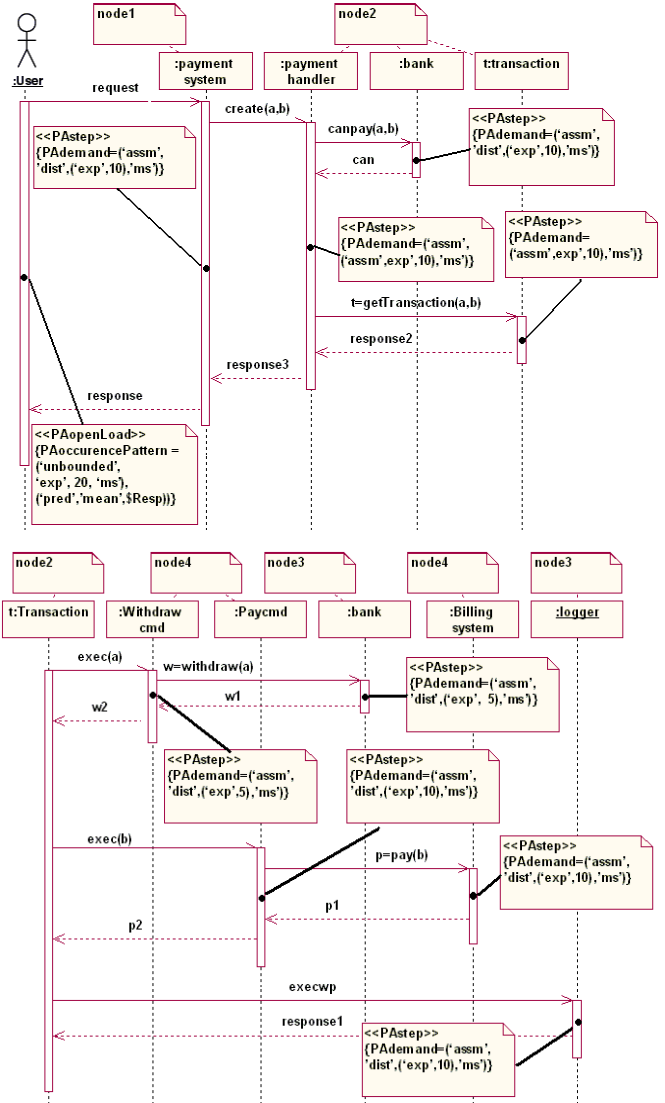 node1
node2
:User
:payment
system
:payment
handler
:bank
t:transaction
request
create(a,b)
canpay(a,b)
can
<<PAstep>>
{PAdemand=(‘assm’,
’dist’,(‘exp’,10),’ms’)}
<<PAstep>>
{PAdemand=(‘assm’,
’dist’,(‘exp’,10),’ms’)}
<<PAstep>>
{PAdemand=(‘assm’,
(‘assm’,exp’,10),’ms’)}
<<PAstep>>
{PAdemand=
(‘assm’,exp’,10),’ms’)}
t=getTransaction(a,b)
response2
response3
response
<<PAopenLoad>>
{PAoccurencePattern =
(‘unbounded’,
‘exp’, 20, ‘ms’),
(‘pred’,’mean’,$Resp))}
node2
node4
node3
node4
node3
t:Transaction
:Withdraw
cmd
:Paycmd
:bank
:Billing
system
:logger
exec(a)
w=withdraw(a)
w1
w2
<<PAstep>>
{PAdemand=(‘assm’,
’dist’,(‘exp’, 5),’ms’)}
<<PAstep>>
{PAdemand=(‘assm’,
’dist’,(‘exp’,5),’ms’)}
<<PAstep>>
{PAdemand=(‘assm’,
’dist’,(‘exp’,10),’ms’)}
exec(b)
p=pay(b)
<<PAstep>>
{PAdemand=(‘assm’,
’dist’,(‘exp’,10),’ms’)}
p1
p2
execwp
response1
<<PAstep>>
{PAdemand=(‘assm’,
’dist’,(‘exp’,10),’ms’)}